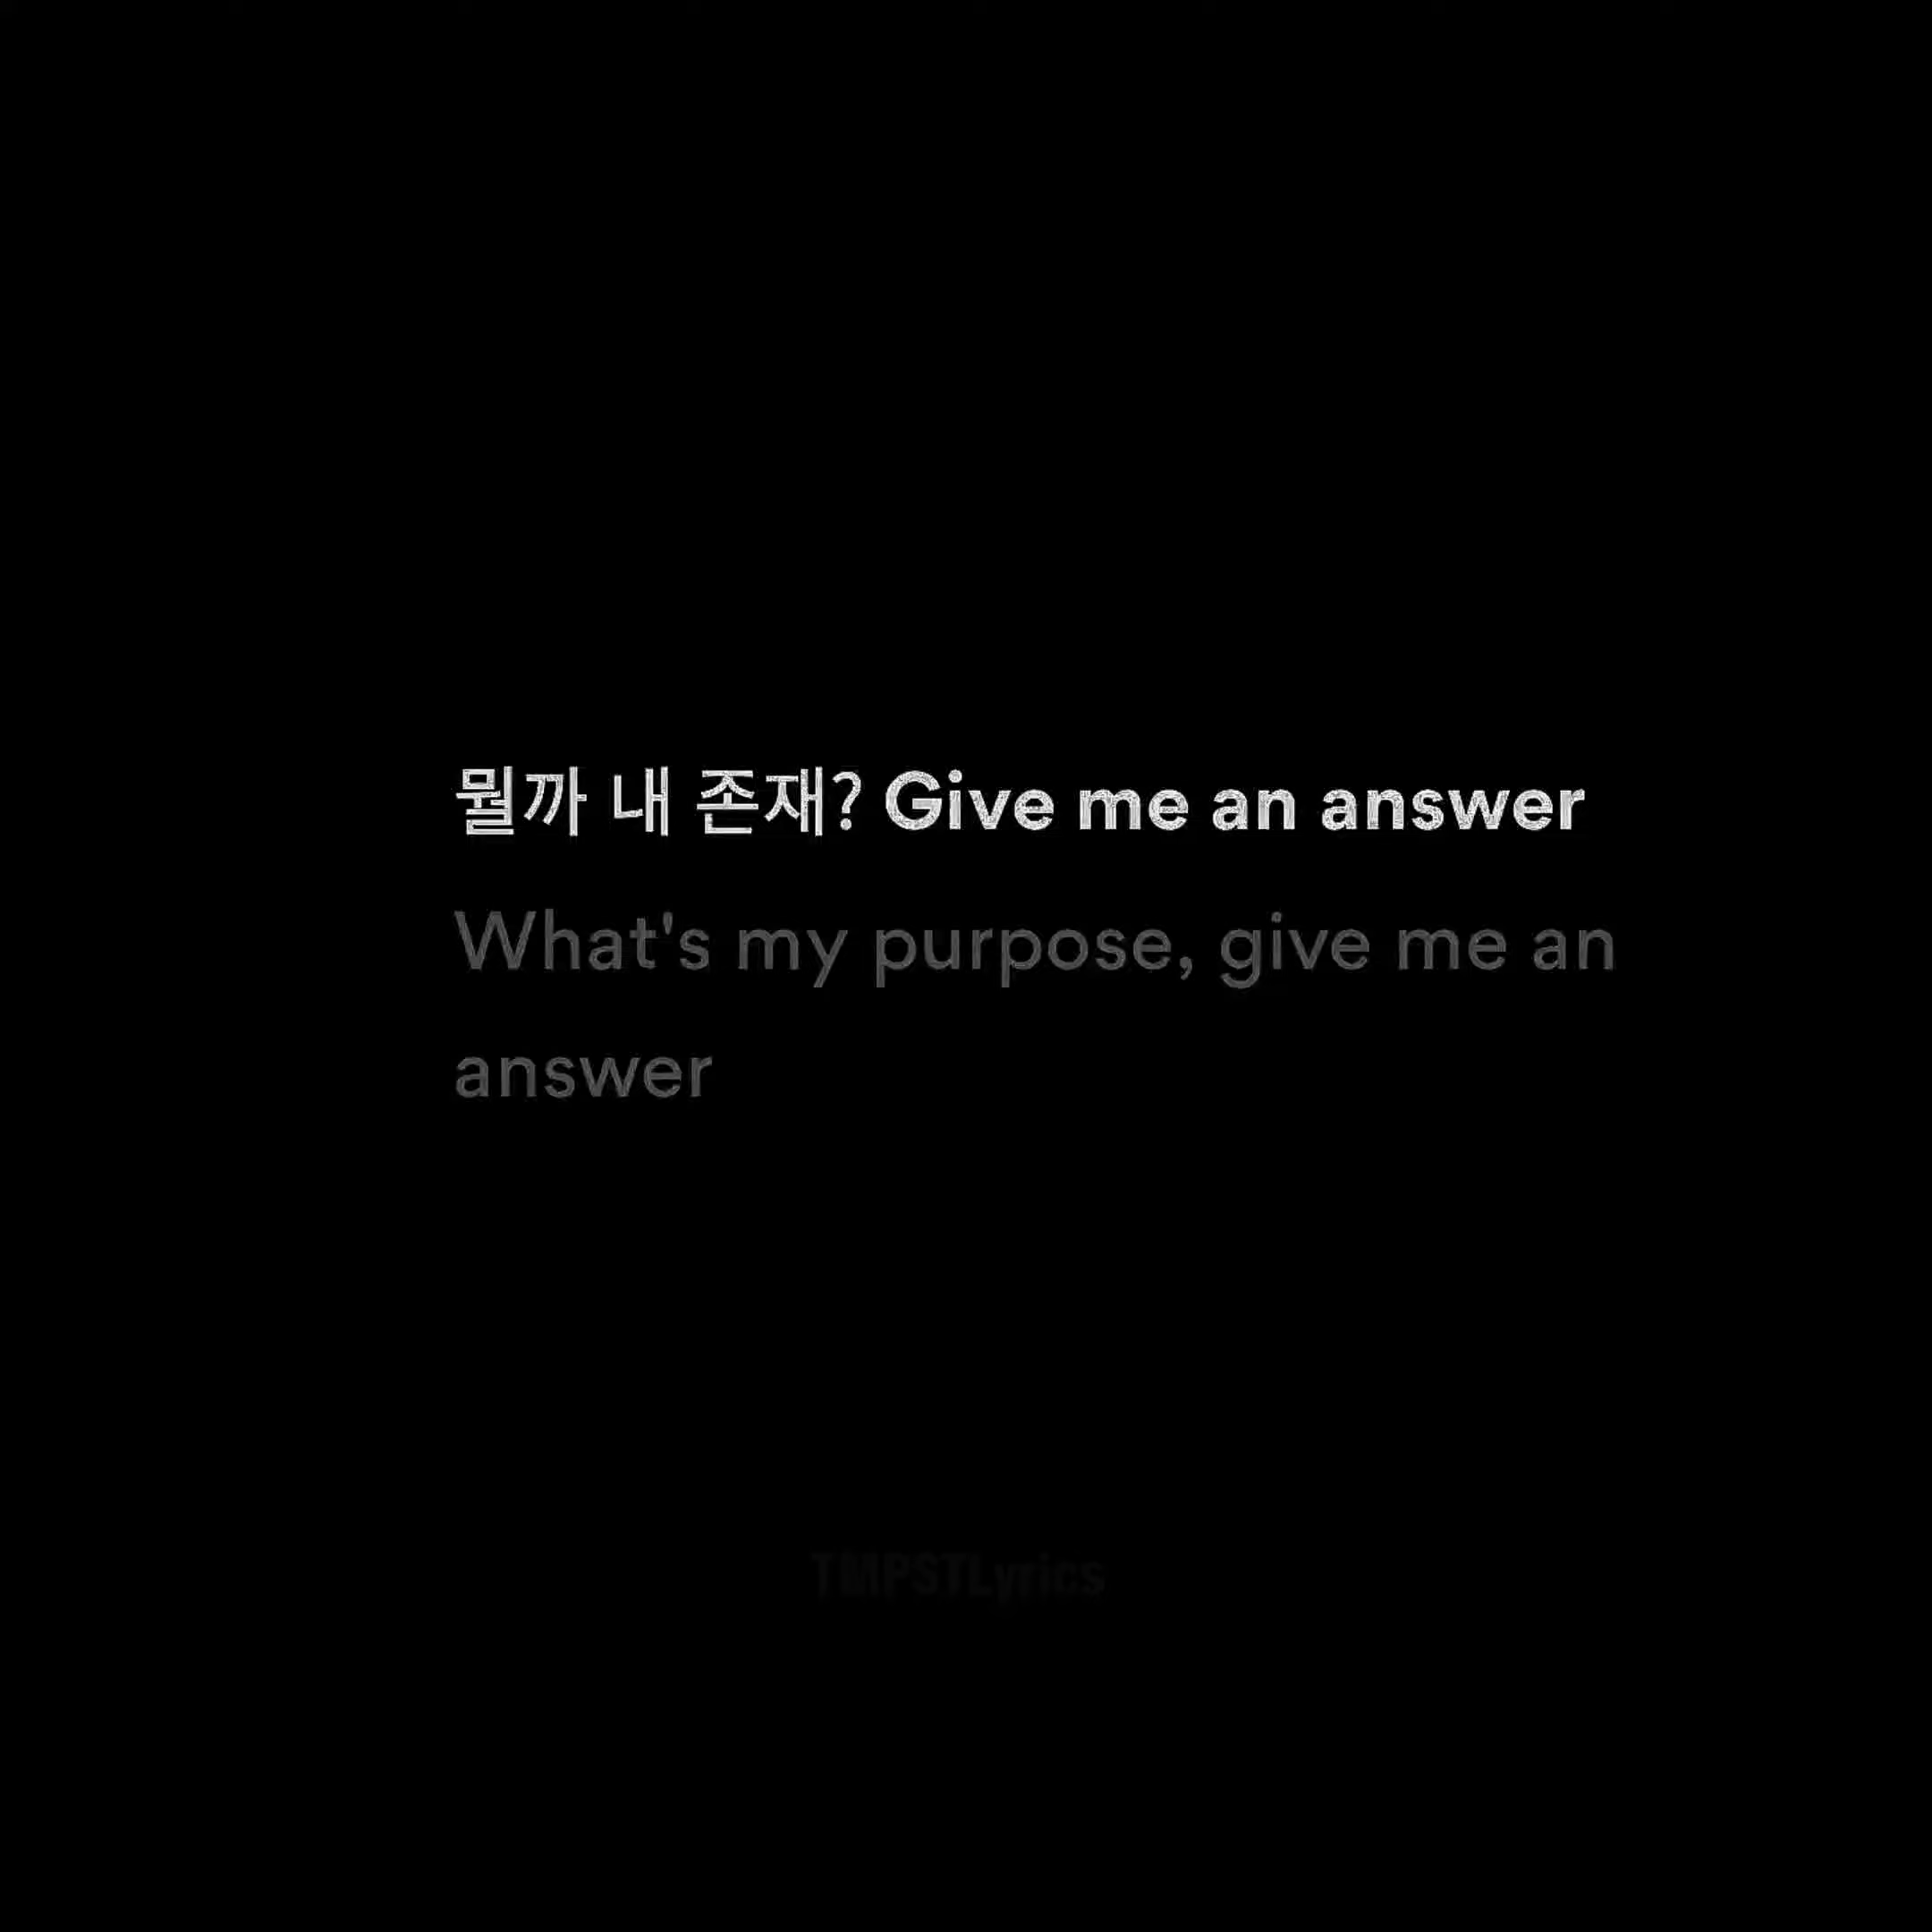 뭘까 내 존재? Give me an answer
What's my purpose, give me an
answer
TMPSTLyrics